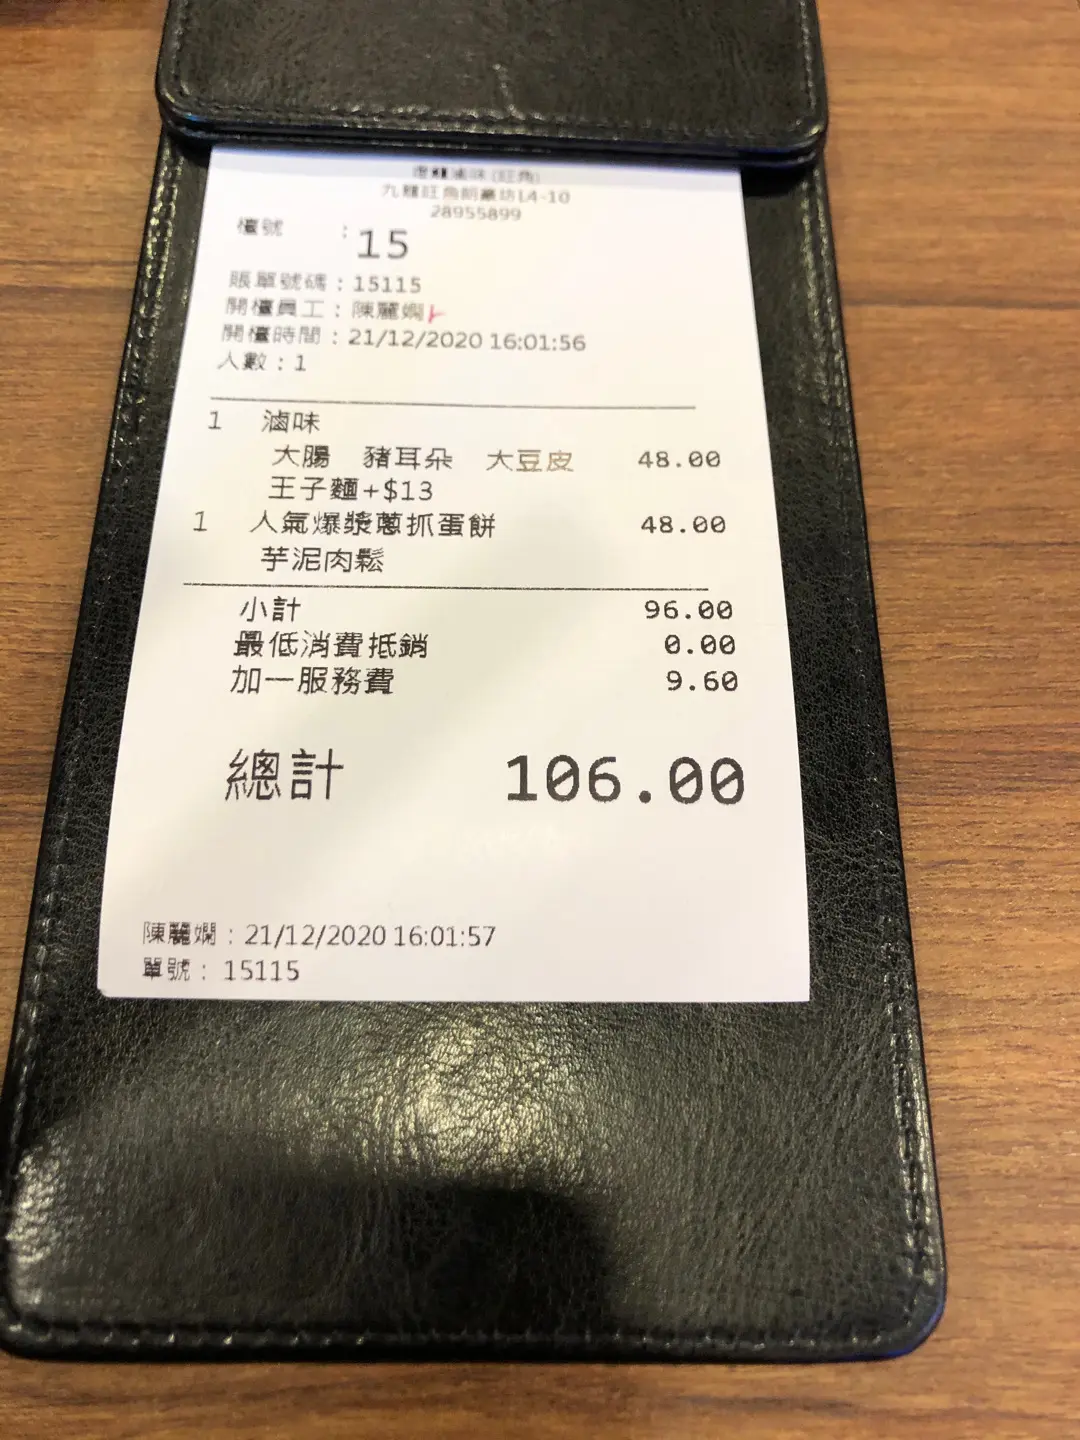 滷味(旺角)
九龍旺角朗豪坊L4-10
28955899
檯號 : 15
賬單號碼：15115
開檯員工：陳麗嫻
開檯時間：21/12/2020 16:01:56
人數：1
1 滷味
大腸 豬耳朵 大豆皮 48.00
王子麵+$13
1 人氣爆漿蔥抓蛋餅 48.00
芋泥肉鬆
小計 96.00
最低消費抵銷 0.00
加一服務費 9.60
總計 106.00
陳麗嫻：21/12/2020 16:01:57
單號：15115